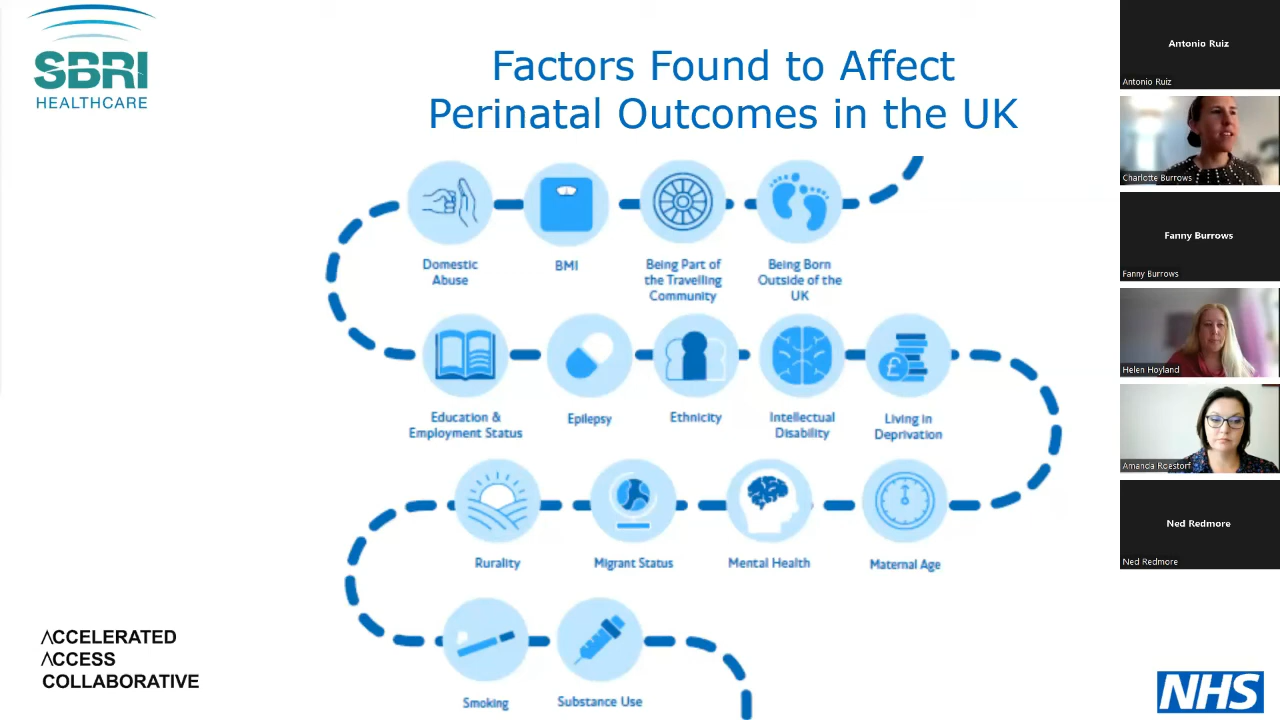 SBRI
HEALTHCARE
Factors Found to Affect
Perinatal Outcomes in the UK
Domestic
Abuse
BMI
Being Part of
the Travelling
Community
Being Born
Outside of the
UK
Education &
Employment Status
Epilepsy
Ethnicity
Intellectual
Disability
£
Living in
Deprivation
Rurality
Migrant Status
Mental Health
Maternal Age
Smoking
Substance Use
ACCELERATED
ACCESS
COLLABORATIVE
NHS
Antonio Ruiz
Antonio Ruiz
Charlotte Burrows
Fanny Burrows
Fanny Burrows
Helen Hoyland
Amanda Roestorf
Ned Redmore
Ned Redmore